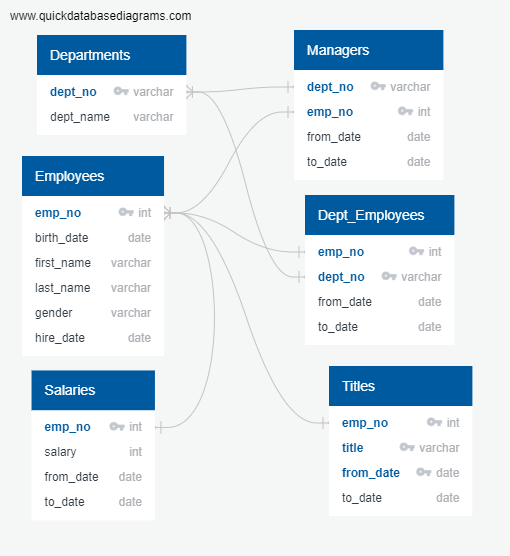 www.quickdatabasediagrams.com
Departments
dept_no varchar
dept_name varchar
Managers
dept_no varchar
emp_no int
from_date date
to_date date
Employees
emp_no int
birth_date date
first_name varchar
last_name varchar
gender varchar
hire_date date
Dept_Employees
emp_no int
dept_no varchar
from_date date
to_date date
Salaries
emp_no int
salary int
from_date date
to_date date
Titles
emp_no int
title varchar
from_date date
to_date date